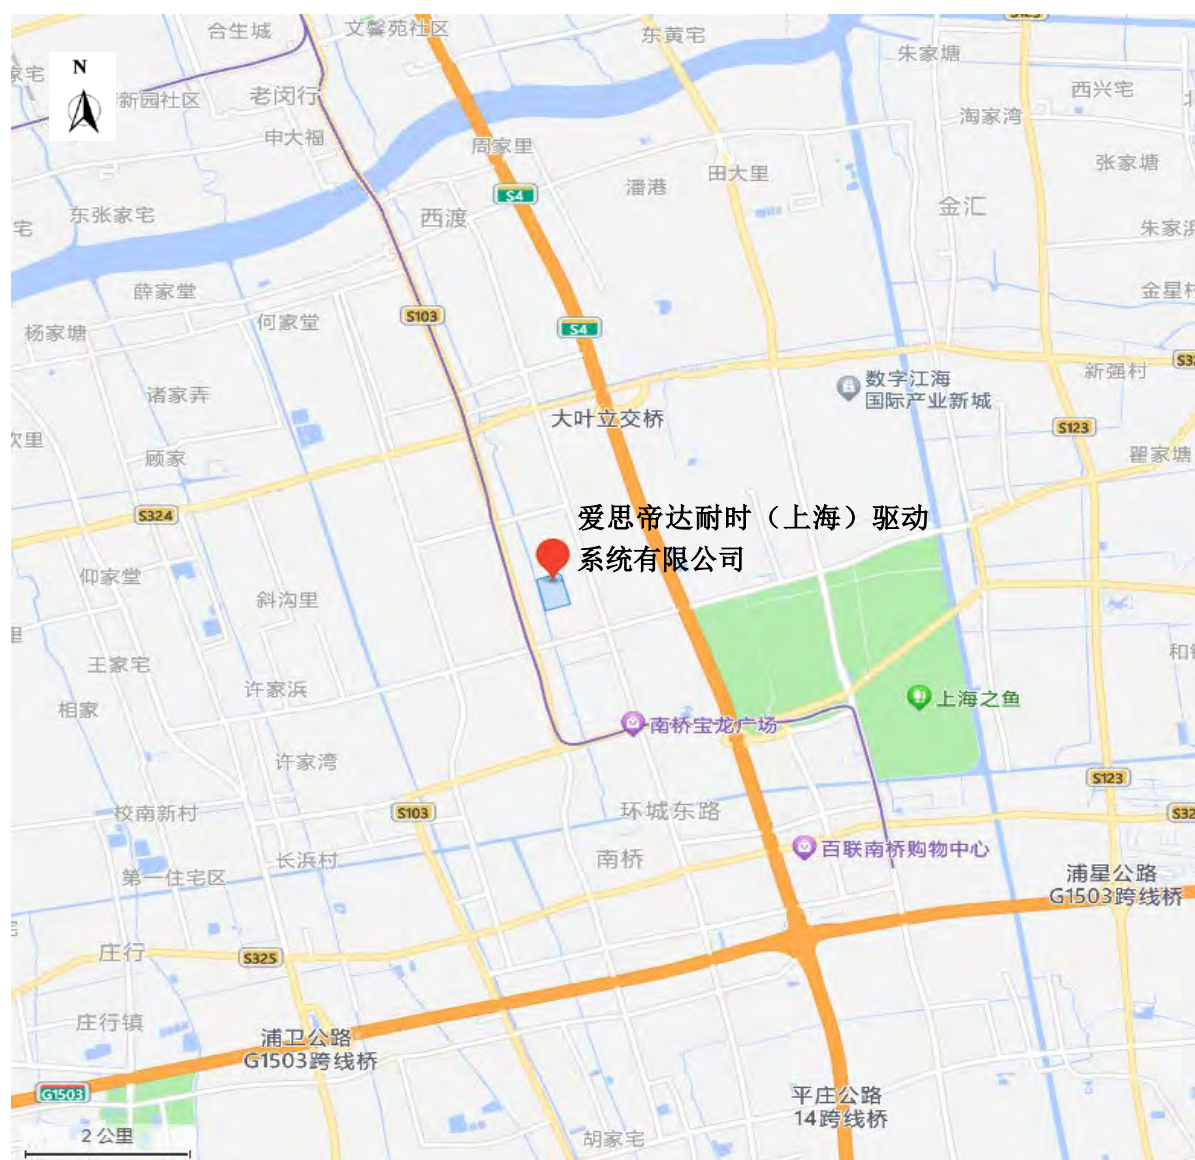 S123
合生城
文馨苑社区
东黄宅
朱家塘
家宅
N
新园社区
老闵行
西兴宅
淘家湾
申大福
周家里
张家塘
田大里
潘港
S4
东张家宅
西渡
金汇
宅
朱家浜
薛家堂
金星村
何家堂
S103
杨家塘
S4
新强村
数字江海
国际产业新城
诸家弄
大叶立交桥
S123
次里
顾家
瞿家塘
S324
爱思帝达耐时（上海）驱动
系统有限公司
仰家堂
斜沟里
里
王家宅
和
许家浜
相家
上海之鱼
南桥宝龙广场
许家湾
S123
校南新村
S103
环城东路
S32
百联南桥购物中心
长浜村
南桥
第一住宅区
浦星公路
G1503跨线桥
宅
庄行
S325
庄行镇
浦卫公路
G1503跨线桥
G1503
平庄公路
14跨线桥
2 公里
胡家宅